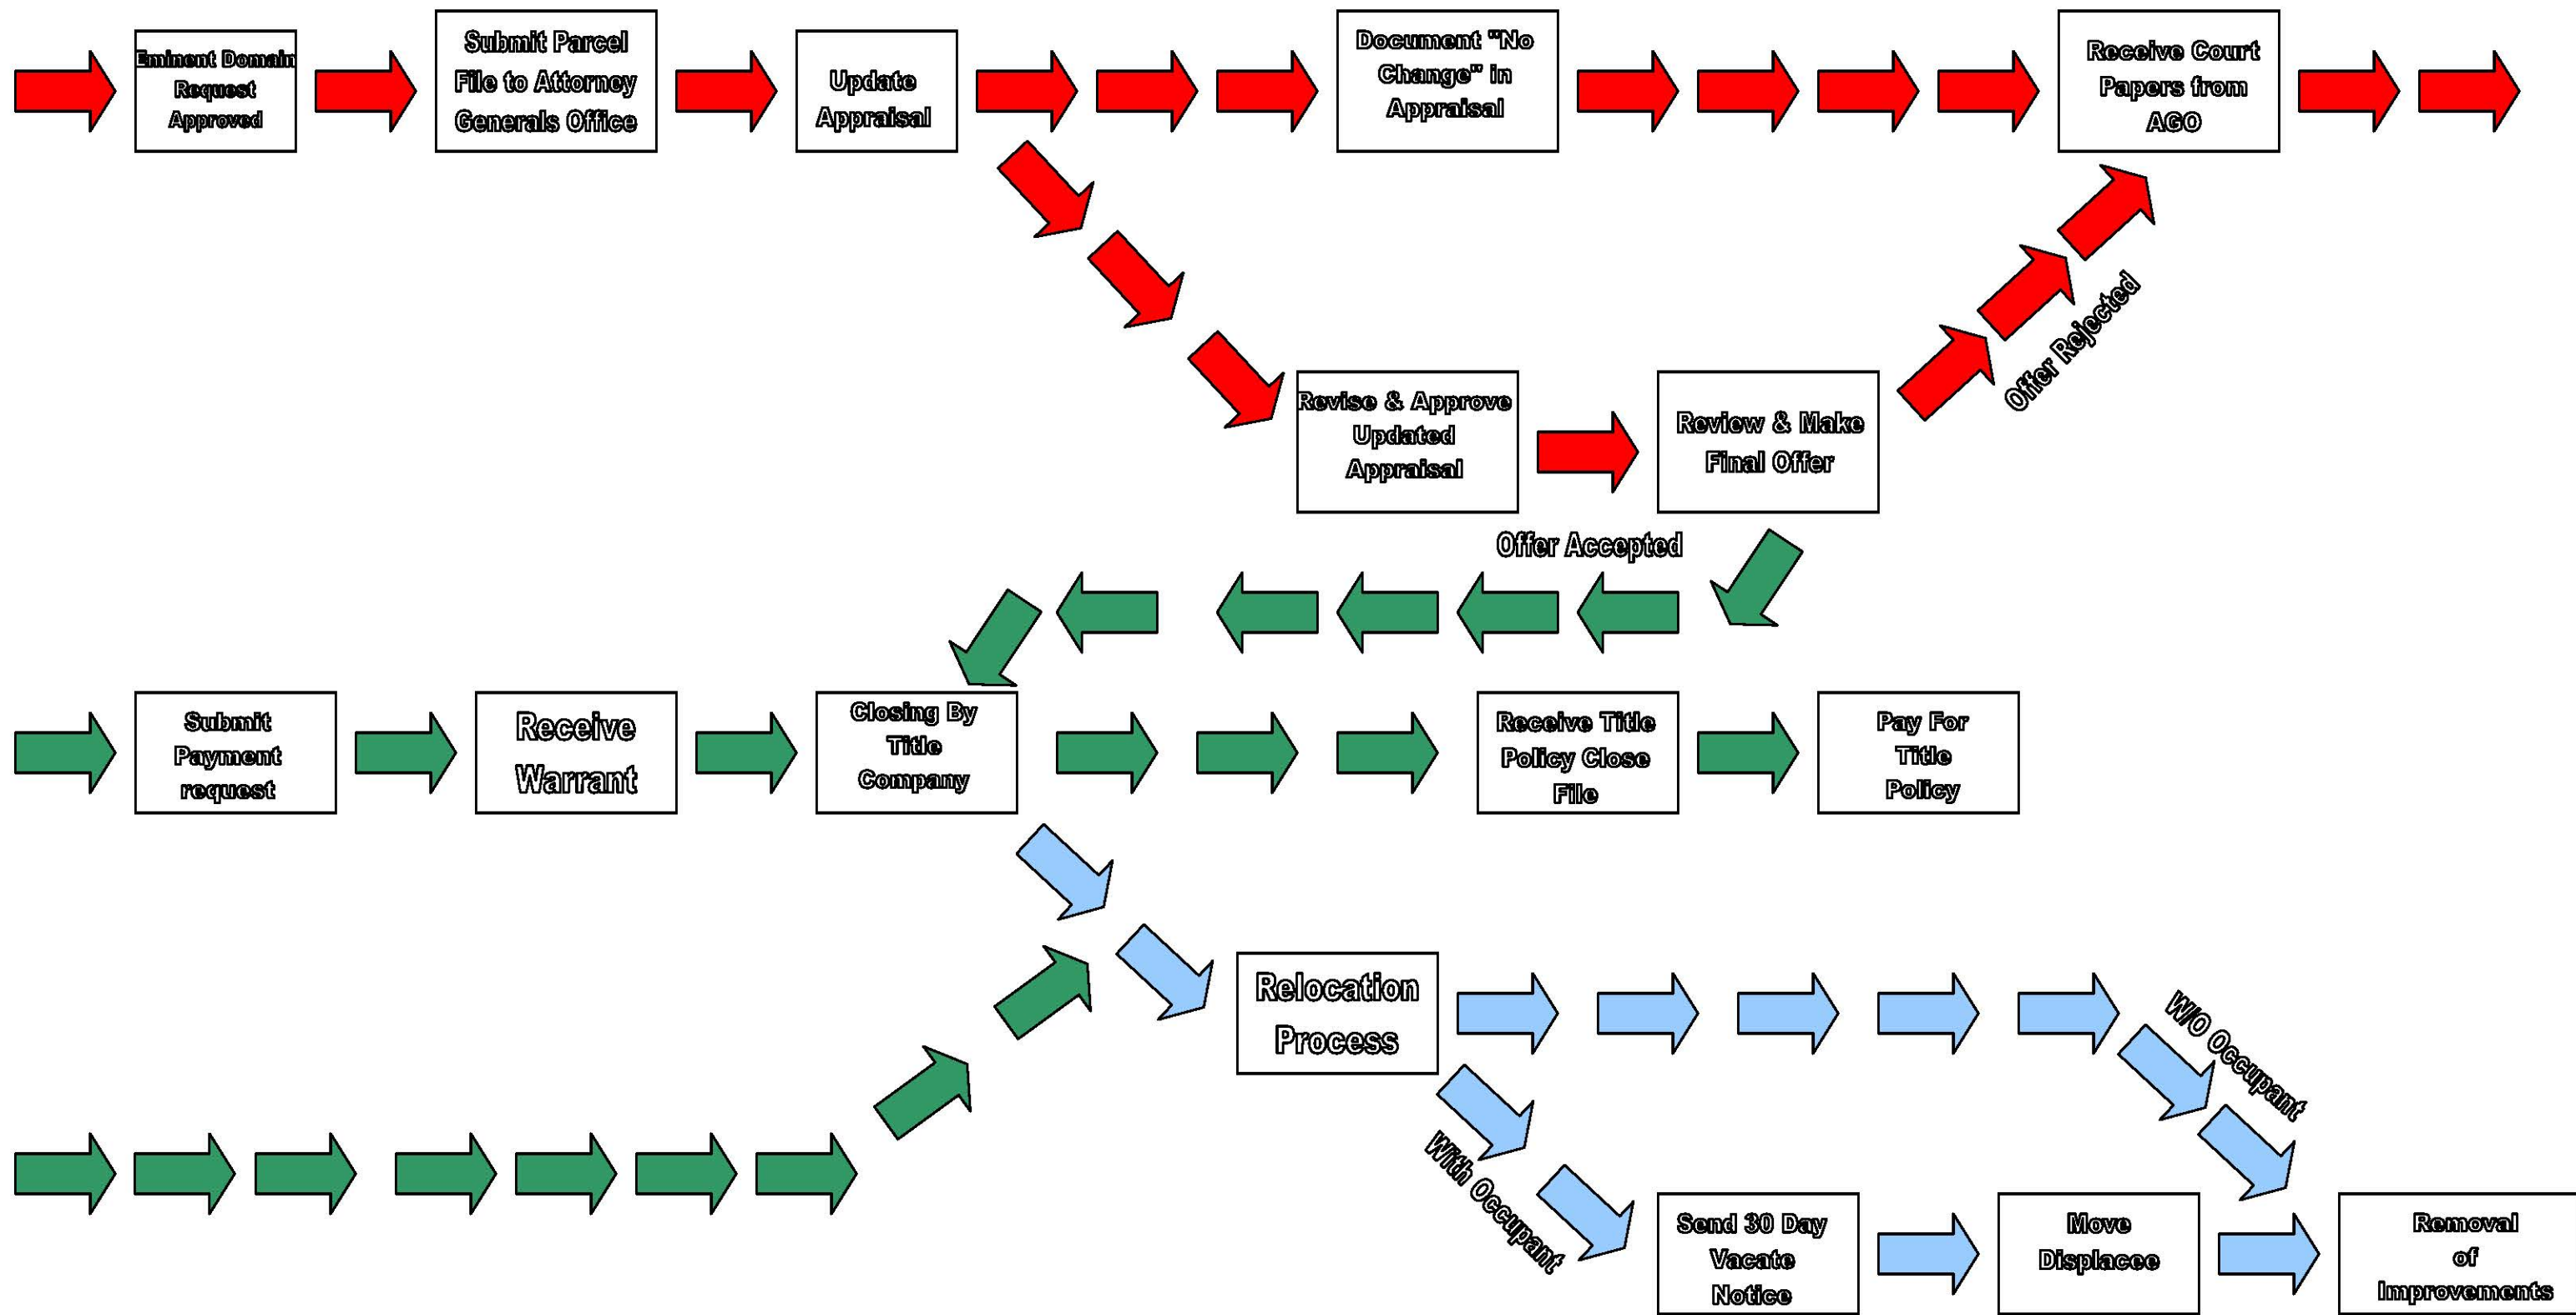 Eminent Domain
Request
Approved
Submit Parcel
File to Attorney
Generals Office
Update
Appraisal
Document "No
Change" in
Appraisal
Receive Court
Papers from
AGO
Offer Rejected
Revise & Approve
Updated
Appraisal
Review & Make
Final Offer
Offer Accepted
Submit
Payment
request
Receive
Warrant
Closing By
Title
Company
Receive Title
Policy Close
File
Pay For
Title
Policy
Relocation
Process
W/O Occupant
With Occupant
Send 30 Day
Vacate
Notice
Move
Displacee
Removal
of
Improvements